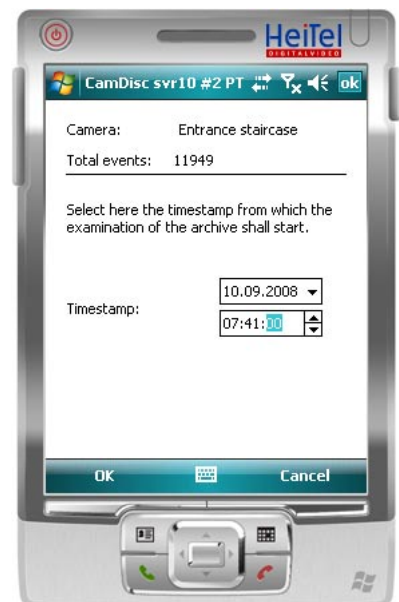 HeiTel
DIGITALVIDEO
CamDisc svr10 #2 PT ok
Camera: Entrance staircase
Total events: 11949
Select here the timestamp from which the
examination of the archive shall start.
10.09.2008
Timestamp:
07:41:00
OK Cancel